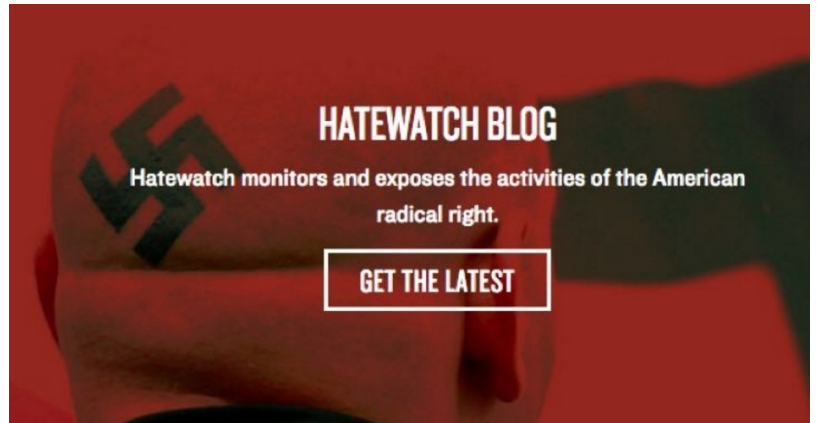 HATEWATCH BLOG
Hatewatch monitors and exposes the activities of the American
radical right.
GET THE LATEST